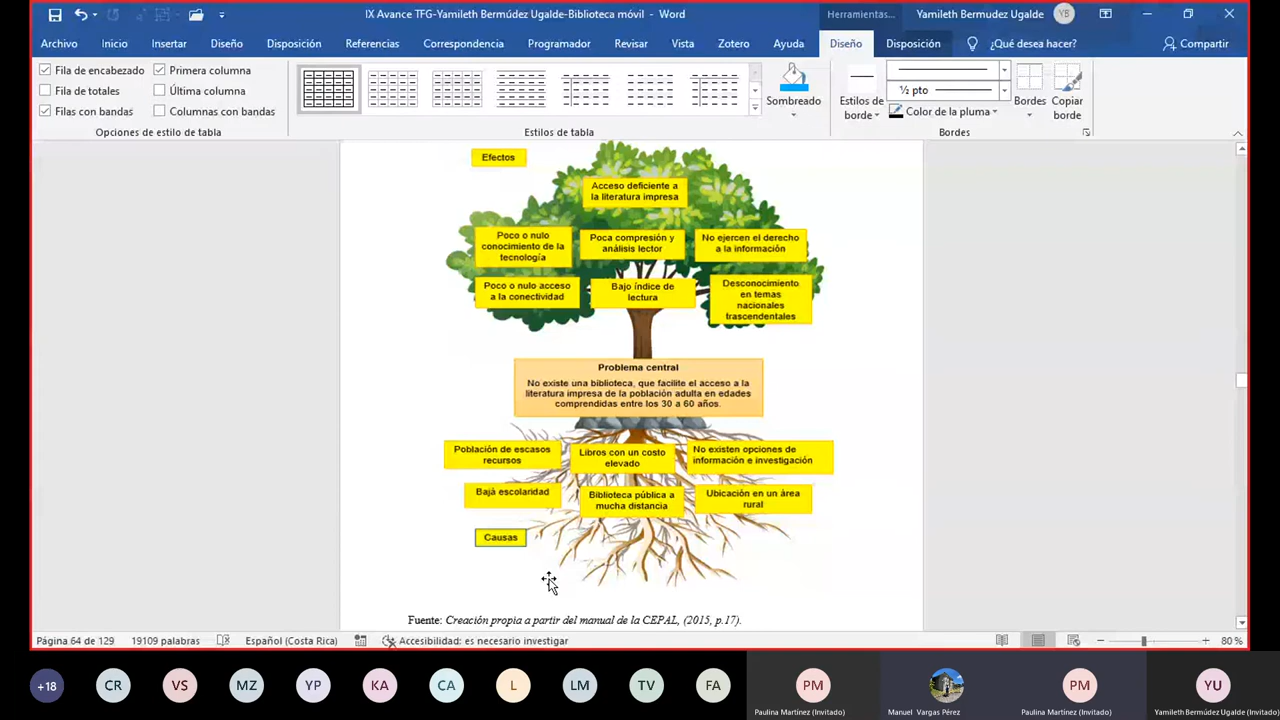 IX Avance TFG-Yamileth Bermúdez Ugalde-Biblioteca móvil - Word
Herramientas...
Yamileth Bermudez Ugalde
YB
Archivo
Inicio
Insertar
Diseño
Disposición
Referencias
Correspondencia
Programador
Revisar
Vista
Zotero
Ayuda
Diseño
Disposición
¿Qué desea hacer?
Compartir
Fila de encabezado
Primera columna
Fila de totales
Última columna
Filas con bandas
Columnas con bandas
Opciones de estilo de tabla
Estilos de tabla
Sombreado
Estilos de
borde
½ pto
Color de la pluma
Bordes
Copiar
borde
Bordes
Efectos
Acceso deficiente a
la literatura impresa
Poco o nulo
conocimiento de la
tecnología
Poca compresión y
análisis lector
No ejercen el derecho
a la información
Poco o nulo acceso
a la conectividad
Bajo índice de
lectura
Desconocimiento
en temas
nacionales
trascendentales
Problema central
No existe una biblioteca, que facilite el acceso a la
literatura impresa de la población adulta en edades
comprendidas entre los 30 a 60 años.
Población de escasos
recursos
Libros con un costo
elevado
No existen opciones de
información e investigación
Bajá escolaridad
Biblioteca pública a
mucha distancia
Ubicación en un área
rural
Causas
Fuente: Creación propia a partir del manual de la CEPAL, (2015, p.17).
Página 64 de 129
19109 palabras
Español (Costa Rica)
Accesibilidad: es necesario investigar
80 %
+18
CR
VS
MZ
YP
KA
CA
L
LM
TV
FA
PM
Paulina Martínez (Invitado)
Manuel Vargas Pérez
PM
Paulina Martínez (Invitado)
YU
Yamileth Bermúdez Ugalde (Invitado)